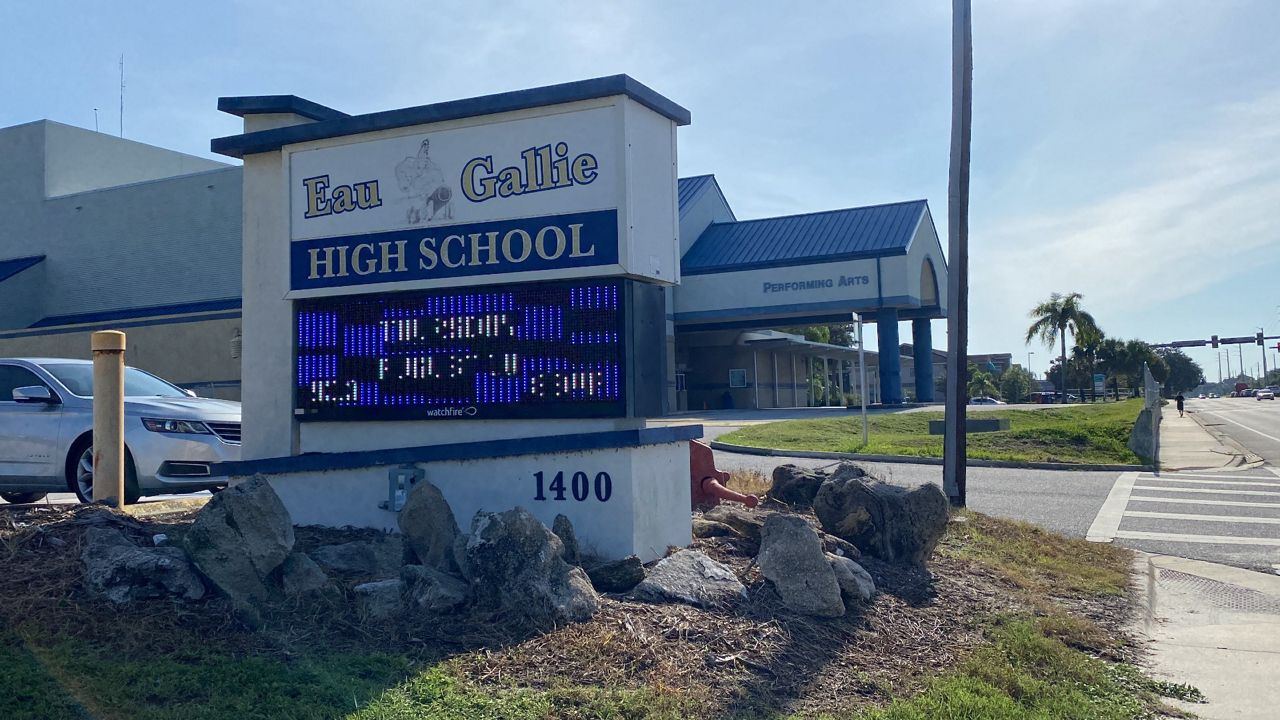 Eau Gallie
HIGH SCHOOL
watchfire
1400
PERFORMING ARTS